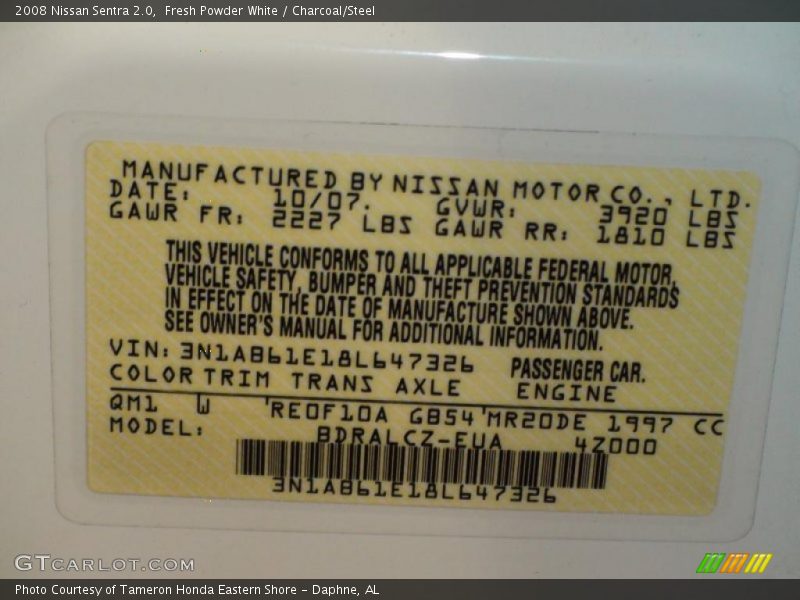 2008 Nissan Sentra 2.0, Fresh Powder White / Charcoal/Steel
MANUFACTURED BY NISSAN MOTOR CO., LTD.
DATE: 10/07. GVWR: 3920 LBS
GAWR FR: 2227 LBS GAWR RR: 1810 LBS
THIS VEHICLE CONFORMS TO ALL APPLICABLE FEDERAL MOTOR,
VEHICLE SAFETY, BUMPER AND THEFT PREVENTION STANDARDS
IN EFFECT ON THE DATE OF MANUFACTURE SHOWN ABOVE.
SEE OWNER'S MANUAL FOR ADDITIONAL INFORMATION.
VIN: 3N1AB61E18L647326 PASSENGER CAR.
COLOR TRIM TRANS AXLE ENGINE
QM1 W 'RE0F10A GB54'MR20DE 1997 CC
MODEL: BDRALCZ-EUA 4Z000
3N1AB61E18L647326
GTCARLOT.COM
Photo Courtesy of Tameron Honda Eastern Shore - Daphne, AL